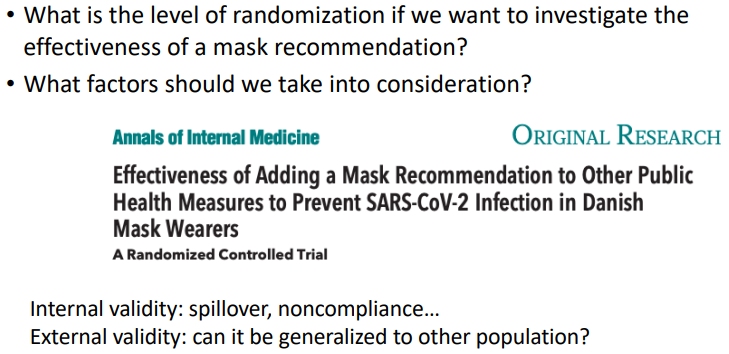 • What is the level of randomization if we want to investigate the
effectiveness of a mask recommendation?
• What factors should we take into consideration?
Annals of Internal Medicine
ORIGINAL RESEARCH
Effectiveness of Adding a Mask Recommendation to Other Public
Health Measures to Prevent SARS-CoV-2 Infection in Danish
Mask Wearers
A Randomized Controlled Trial
Internal validity: spillover, noncompliance...
External validity: can it be generalized to other population?